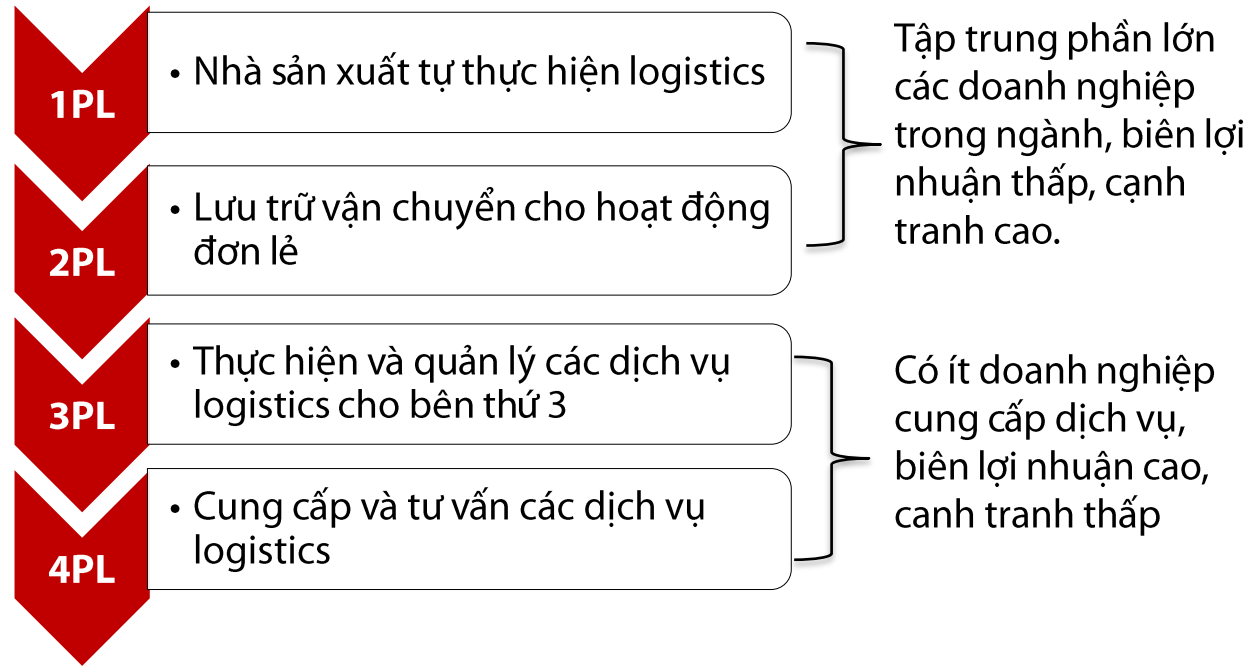 1PL
• Nhà sản xuất tự thực hiện logistics
2PL
• Lưu trữ vận chuyển cho hoạt động
đơn lẻ
Tập trung phần lớn
các doanh nghiệp
trong ngành, biên lợi
nhuận thấp, cạnh
tranh cao.
3PL
• Thực hiện và quản lý các dịch vụ
logistics cho bên thứ 3
4PL
• Cung cấp và tư vấn các dịch vụ
logistics
Có ít doanh nghiệp
cung cấp dịch vụ,
biên lợi nhuận cao,
canh tranh thấp